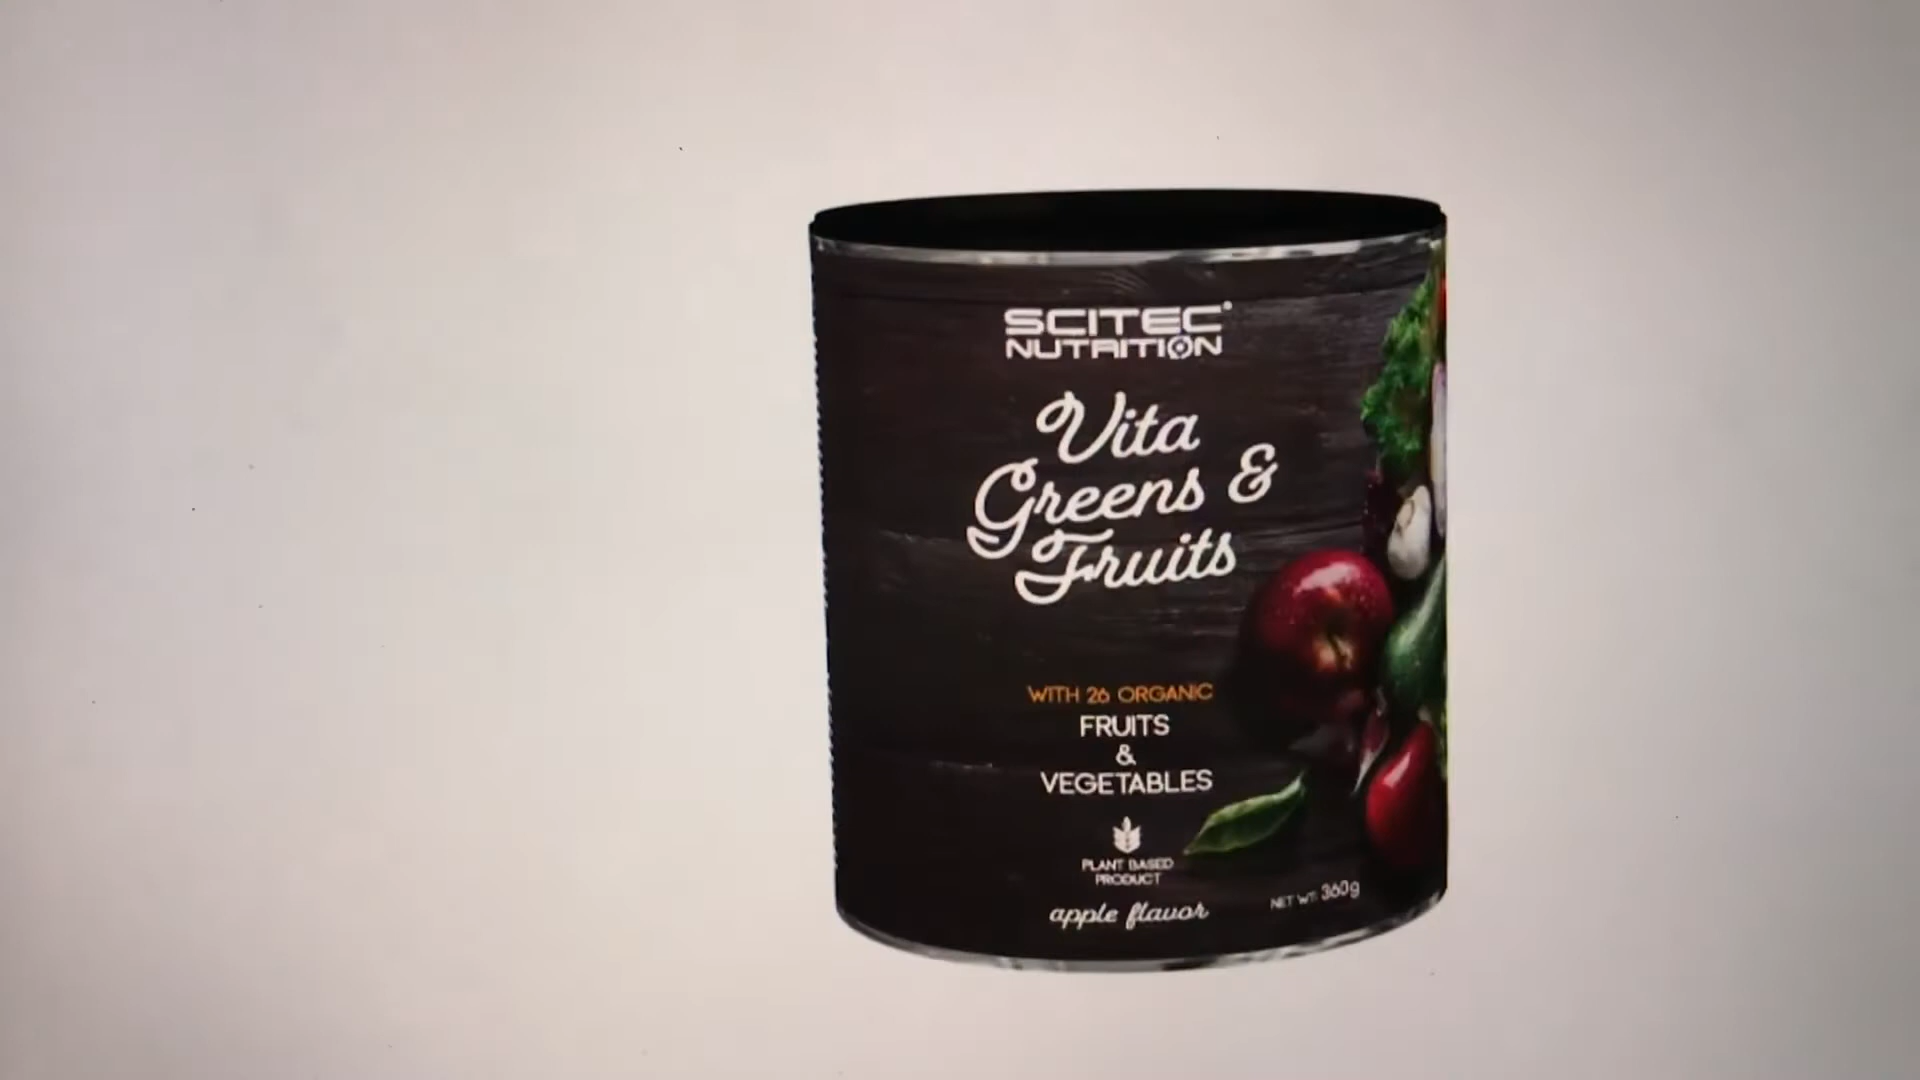 SCITEC®
NUTRITION
Vita
Greens &
Fruits
WITH 26 ORGANIC
FRUITS
&
VEGETABLES
PLANT BASED
PRODUCT
apple flavor
NET WT: 360g